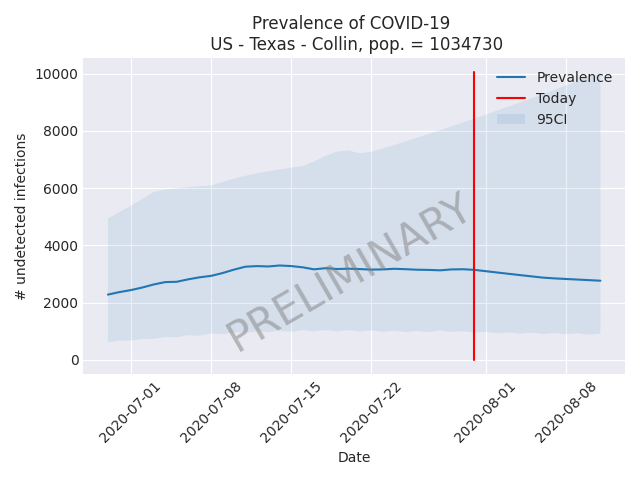 Prevalence of COVID-19
US - Texas - Collin, pop. = 1034730
# undetected infections
10000
8000
6000
4000
2000
0
Prevalence
Today
95CI
PRELIMINARY
2020-07-01
2020-07-08
2020-07-15
2020-07-22
2020-08-01
2020-08-08
Date